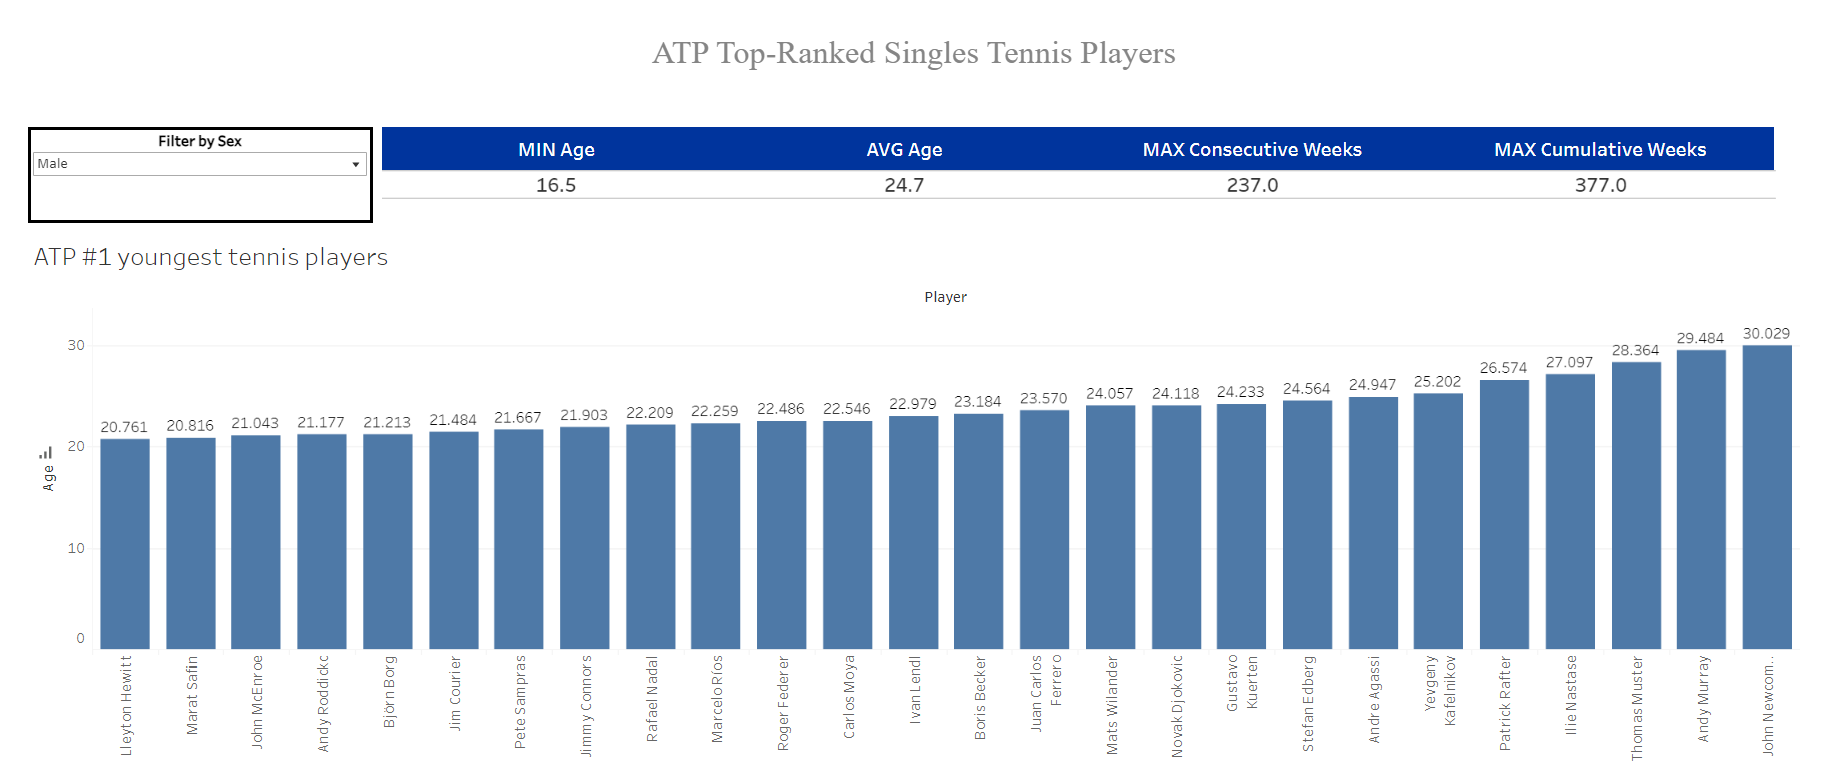 ATP Top-Ranked Singles Tennis Players
Filter by Sex
Male
MIN Age AVG Age MAX Consecutive Weeks MAX Cumulative Weeks
16.5 24.7 237.0 377.0
ATP #1 youngest tennis players
Player
Age
30
20
10
0
20.761 20.816 21.043 21.177 21.213 21.484 21.667 21.903 22.209 22.259 22.486 22.546 22.979 23.184 23.570 24.057 24.118 24.233 24.564 24.947 25.202 26.574 27.097 28.364 29.484 30.029
Lleyton Hewitt
Marat Safin
John McEnroe
Andy Roddickc
Björn Borg
Jim Courier
Pete Sampras
Jimmy Connors
Rafael Nadal
Marcelo Ríos
Roger Federer
Carlos Moya
Ivan Lendl
Boris Becker
Juan Carlos
Ferrero
Mats Wilander
Novak Djokovic
Gustavo
Kuerten
Stefan Edberg
Andre Agassi
Yevgeny
Kafelnikov
Patrick Rafter
Ilie Nastase
Thomas Muster
Andy Murray
John Newcom..